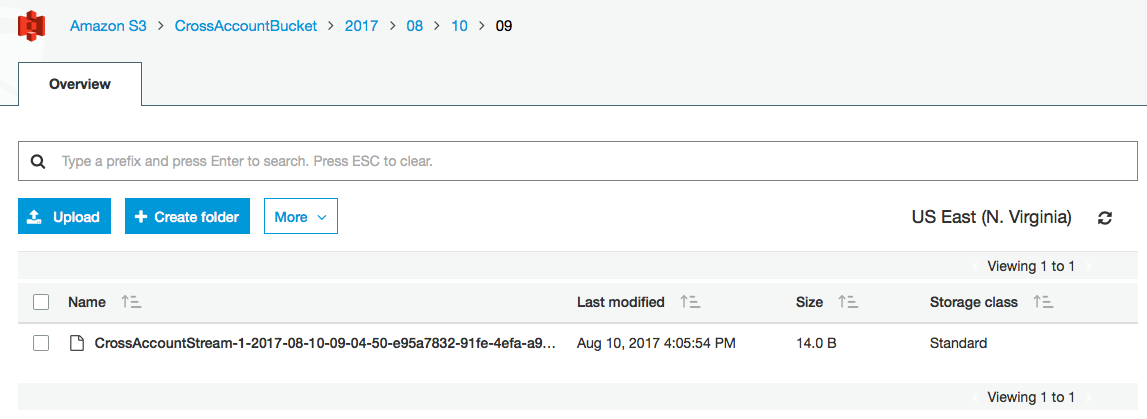 Amazon S3 > CrossAccountBucket > 2017 > 08 > 10 > 09
Overview
Type a prefix and press Enter to search. Press ESC to clear.
Upload + Create folder More US East (N. Virginia)
Viewing 1 to 1
Name Last modified Size Storage class
CrossAccountStream-1-2017-08-10-09-04-50-e95a7832-91fe-4efa-a9... Aug 10, 2017 4:05:54 PM 14.0 B Standard
Viewing 1 to 1